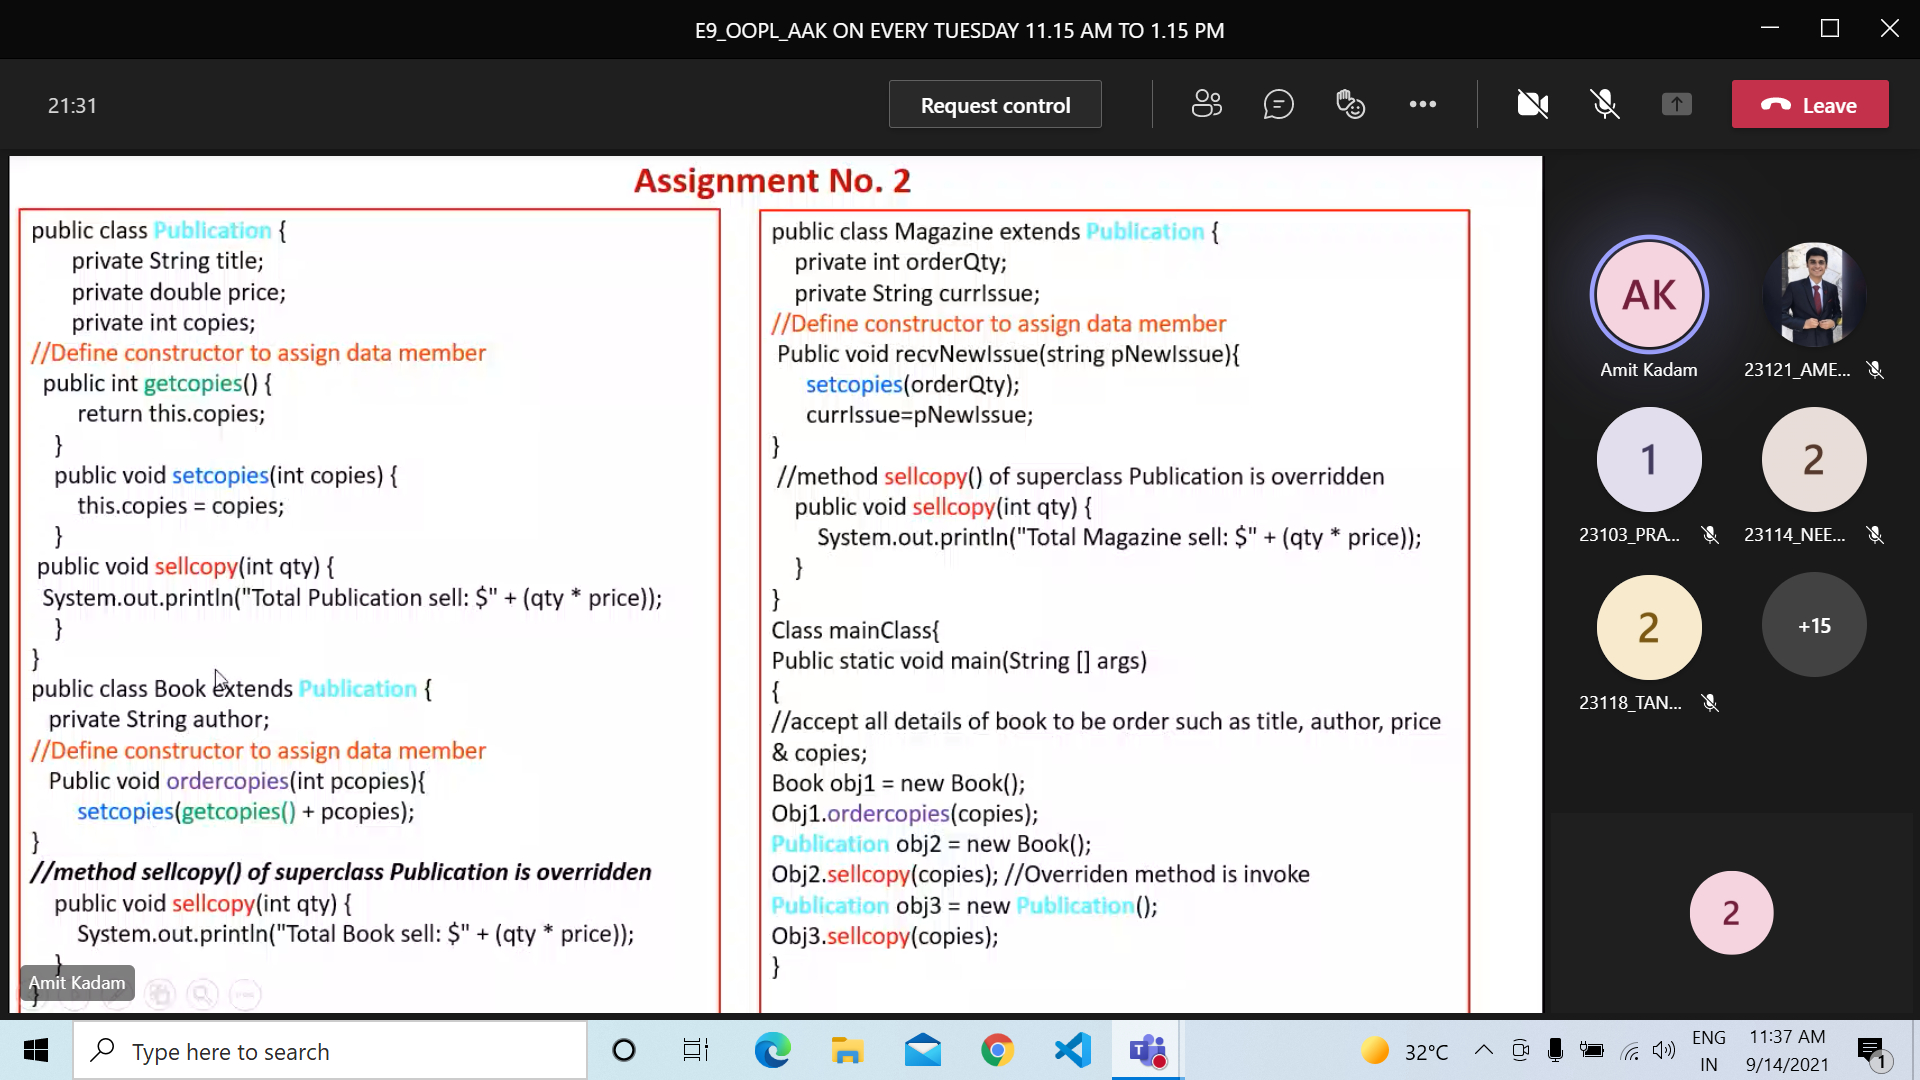 E9_OOPL_AAK ON EVERY TUESDAY 11.15 AM TO 1.15 PM
21:31
Request control
Leave
Assignment No. 2
public class Publication {
private String title;
private double price;
private int copies;
//Define constructor to assign data member
public int getcopies() {
return this.copies;
}
public void setcopies(int copies) {
this.copies = copies;
}
public void sellcopy(int qty) {
System.out.println("Total Publication sell: $" + (qty * price));
}
}
public class Book extends Publication {
private String author;
//Define constructor to assign data member
Public void ordercopies(int pcopies){
setcopies(getcopies() + pcopies);
}
//method sellcopy() of superclass Publication is overridden
public void sellcopy(int qty) {
System.out.println("Total Book sell: $" + (qty * price));
}
}
Amit Kadam
public class Magazine extends Publication {
private int orderQty;
private String currIssue;
//Define constructor to assign data member
Public void recvNewIssue(string pNewIssue){
setcopies(orderQty);
currIssue=pNewIssue;
}
//method sellcopy() of superclass Publication is overridden
public void sellcopy(int qty) {
System.out.println("Total Magazine sell: $" + (qty * price));
}
}
Class mainClass{
Public static void main(String [] args)
{
//accept all details of book to be order such as title, author, price
& copies;
Book obj1 = new Book();
Obj1.ordercopies(copies);
Publication obj2 = new Book();
Obj2.sellcopy(copies); //Overriden method is invoke
Publication obj3 = new Publication();
Obj3.sellcopy(copies);
}
AK
Amit Kadam
23121_AME...
1
2
23103_PRA...
23114_NEE...
2
+15
23118_TAN...
2
Type here to search
32°C
ENG
IN
11:37 AM
9/14/2021
1